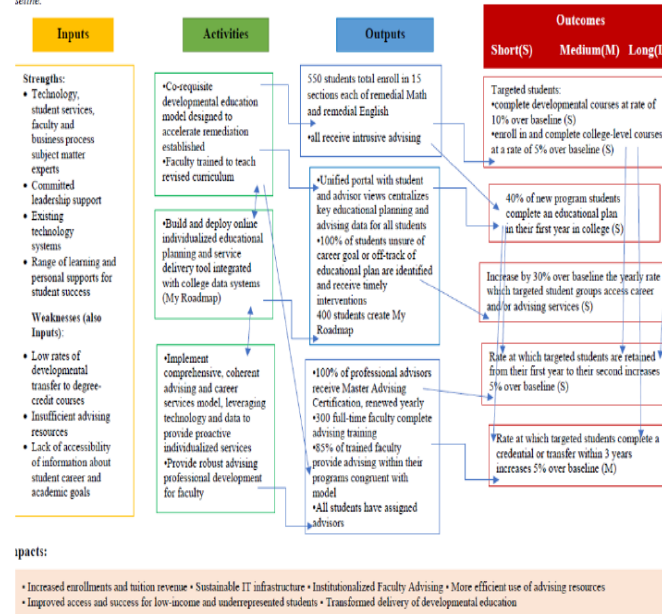 seline.
Inputs
Strengths:
• Technology,
student services,
faculty and
business process
subject matter
experts
• Committed
leadership support
• Existing
technology
systems
• Range of learning and
personal supports for
student success
Weaknesses (also
Inputs):
• Low rates of
developmental
transfer to degree-
credit courses
• Insufficient advising
resources
• Lack of accessibility
of information about
student career and
academic goals
Activities
•Co-requisite
developmental education
model designed to
accelerate remediation
established
•Faculty trained to teach
revised curriculum
•Build and deploy online
individualized educational
planning and service
delivery tool integrated
with college data systems
(My Roadmap)
•Implement
comprehensive, coherent
advising and career
services model, leveraging
technology and data to
provide proactive
individualized services
•Provide robust advising
professional development
for faculty
Outputs
550 students total enroll in 15
sections each of remedial Math
and remedial English
•all receive intrusive advising
•Unified portal with student
and advisor views centralizes
key educational planning and
advising data for all students
•100% of students unsure of
career goal or off-track of
educational plan are identified
and receive timely
interventions
400 students create My
Roadmap
•100% of professional advisors
receive Master Advising
Certification, renewed yearly
•300 full-time faculty complete
advising training
•85% of trained faculty
provide advising within their
programs congruent with
model
•All students have assigned
advisors
Outcomes
Short(S) Medium(M) Long(L
Targeted students:
•complete developmental courses at rate of
10% over baseline (S)
•enroll in and complete college-level courses
at a rate of 5% over baseline (S)
40% of new program students
complete an educational plan
in their first year in college (S)
Increase by 30% over baseline the yearly rate
which targeted student groups access career
and/or advising services (S)
Rate at which targeted students are retained
from their first year to their second increases
5% over baseline (S)
Rate at which targeted students complete a
credential or transfer within 3 years
increases 5% over baseline (M)
npacts:
• Increased enrollments and tuition revenue • Sustainable IT infrastructure • Institutionalized Faculty Advising • More efficient use of advising resources
• Improved access and success for low-income and underrepresented students • Transformed delivery of developmental education